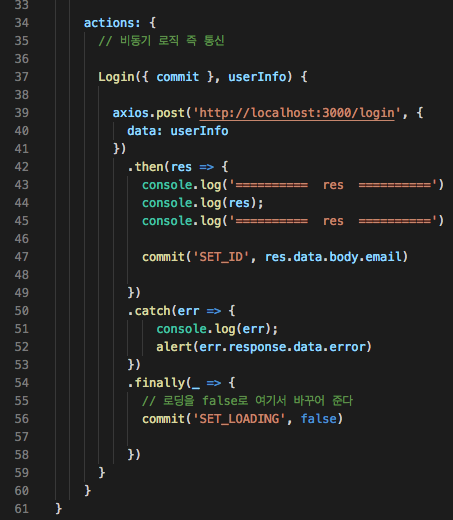 33
34 actions: {
35 // 비동기 로직 즉 통신
36
37 Login({ commit }, userInfo) {
38
39 axios.post('http://localhost:3000/login', {
40 data: userInfo
41 })
42 .then(res => {
43 console.log('========== res ==========')
44 console.log(res);
45 console.log('========== res ==========')
46
47 commit('SET_ID', res.data.body.email)
48
49 })
50 .catch(err => {
51 console.log(err);
52 alert(err.response.data.error)
53 })
54 .finally(_ => {
55 // 로딩을 false로 여기서 바꾸어 준다
56 commit('SET_LOADING', false)
57
58 })
59 }
60 }
61 }